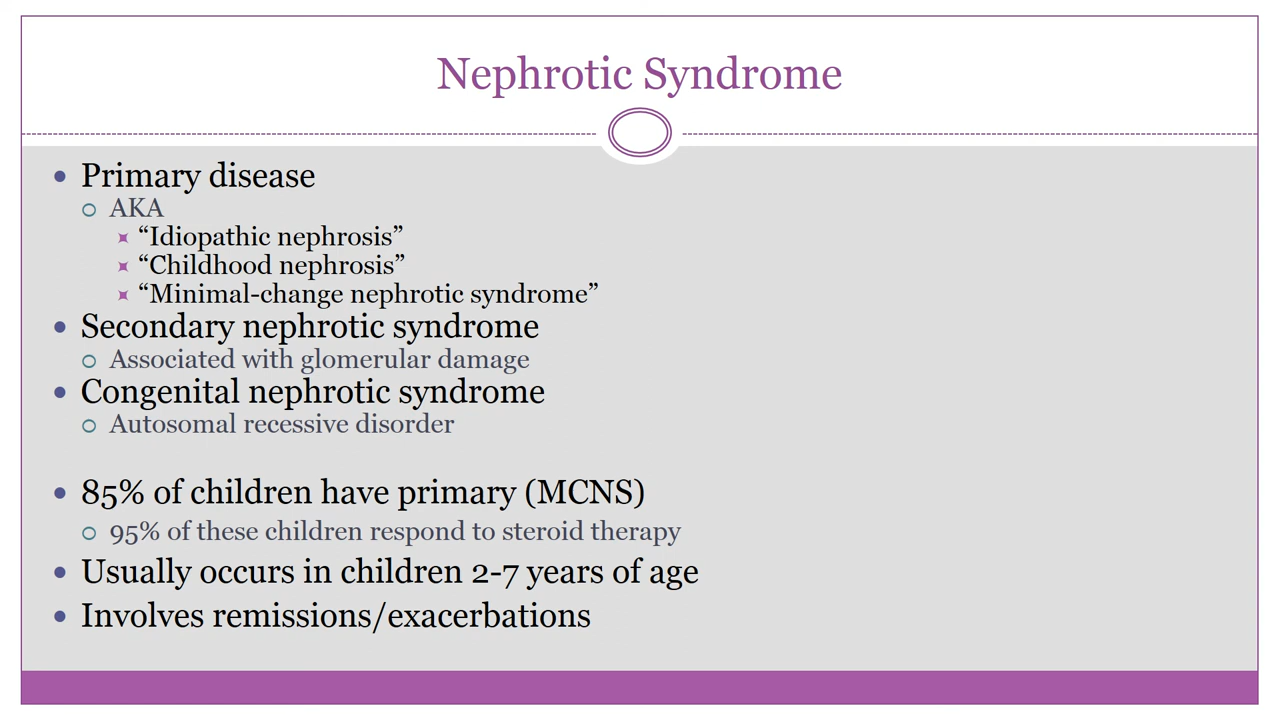 Nephrotic Syndrome
Primary disease
AKA
“Idiopathic nephrosis”
“Childhood nephrosis”
“Minimal-change nephrotic syndrome”
Secondary nephrotic syndrome
Associated with glomerular damage
Congenital nephrotic syndrome
Autosomal recessive disorder
85% of children have primary (MCNS)
95% of these children respond to steroid therapy
Usually occurs in children 2-7 years of age
Involves remissions/exacerbations